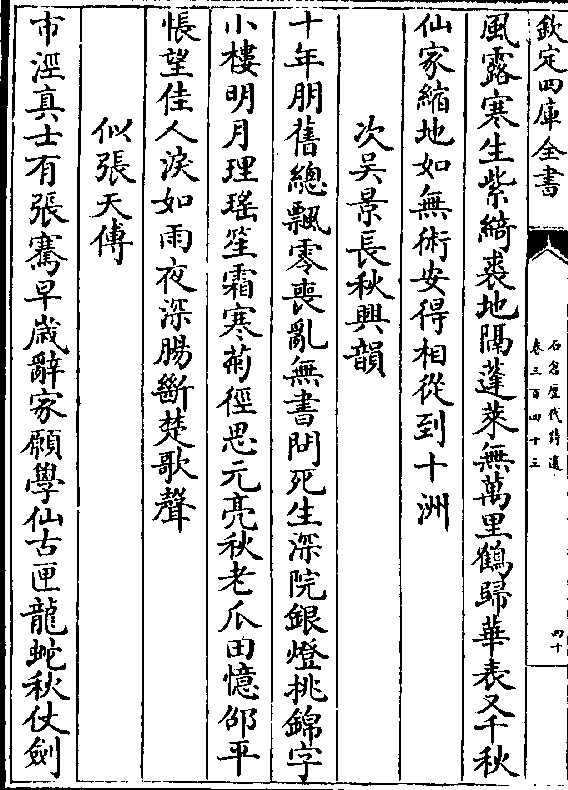 欽定四庫全書
石倉歷代詩選
卷三百四十三
四十
風露寒生紫綺裘地隔蓬萊無萬里鶴歸華表又千秋
仙家縮地如無術安得相從到十洲
次吳景長秋興韻
十年朋舊總飄零喪亂無書問死生深院銀燈挑錦字
小樓明月理瑤笙霜寒菊徑思元亮秋老瓜田憶邵平
悵望佳人淚如雨夜深腸斷楚歌聲
似張天傅
市涇真士有張騫早歲辭家願學仙古匣龍蛇秋仗劍